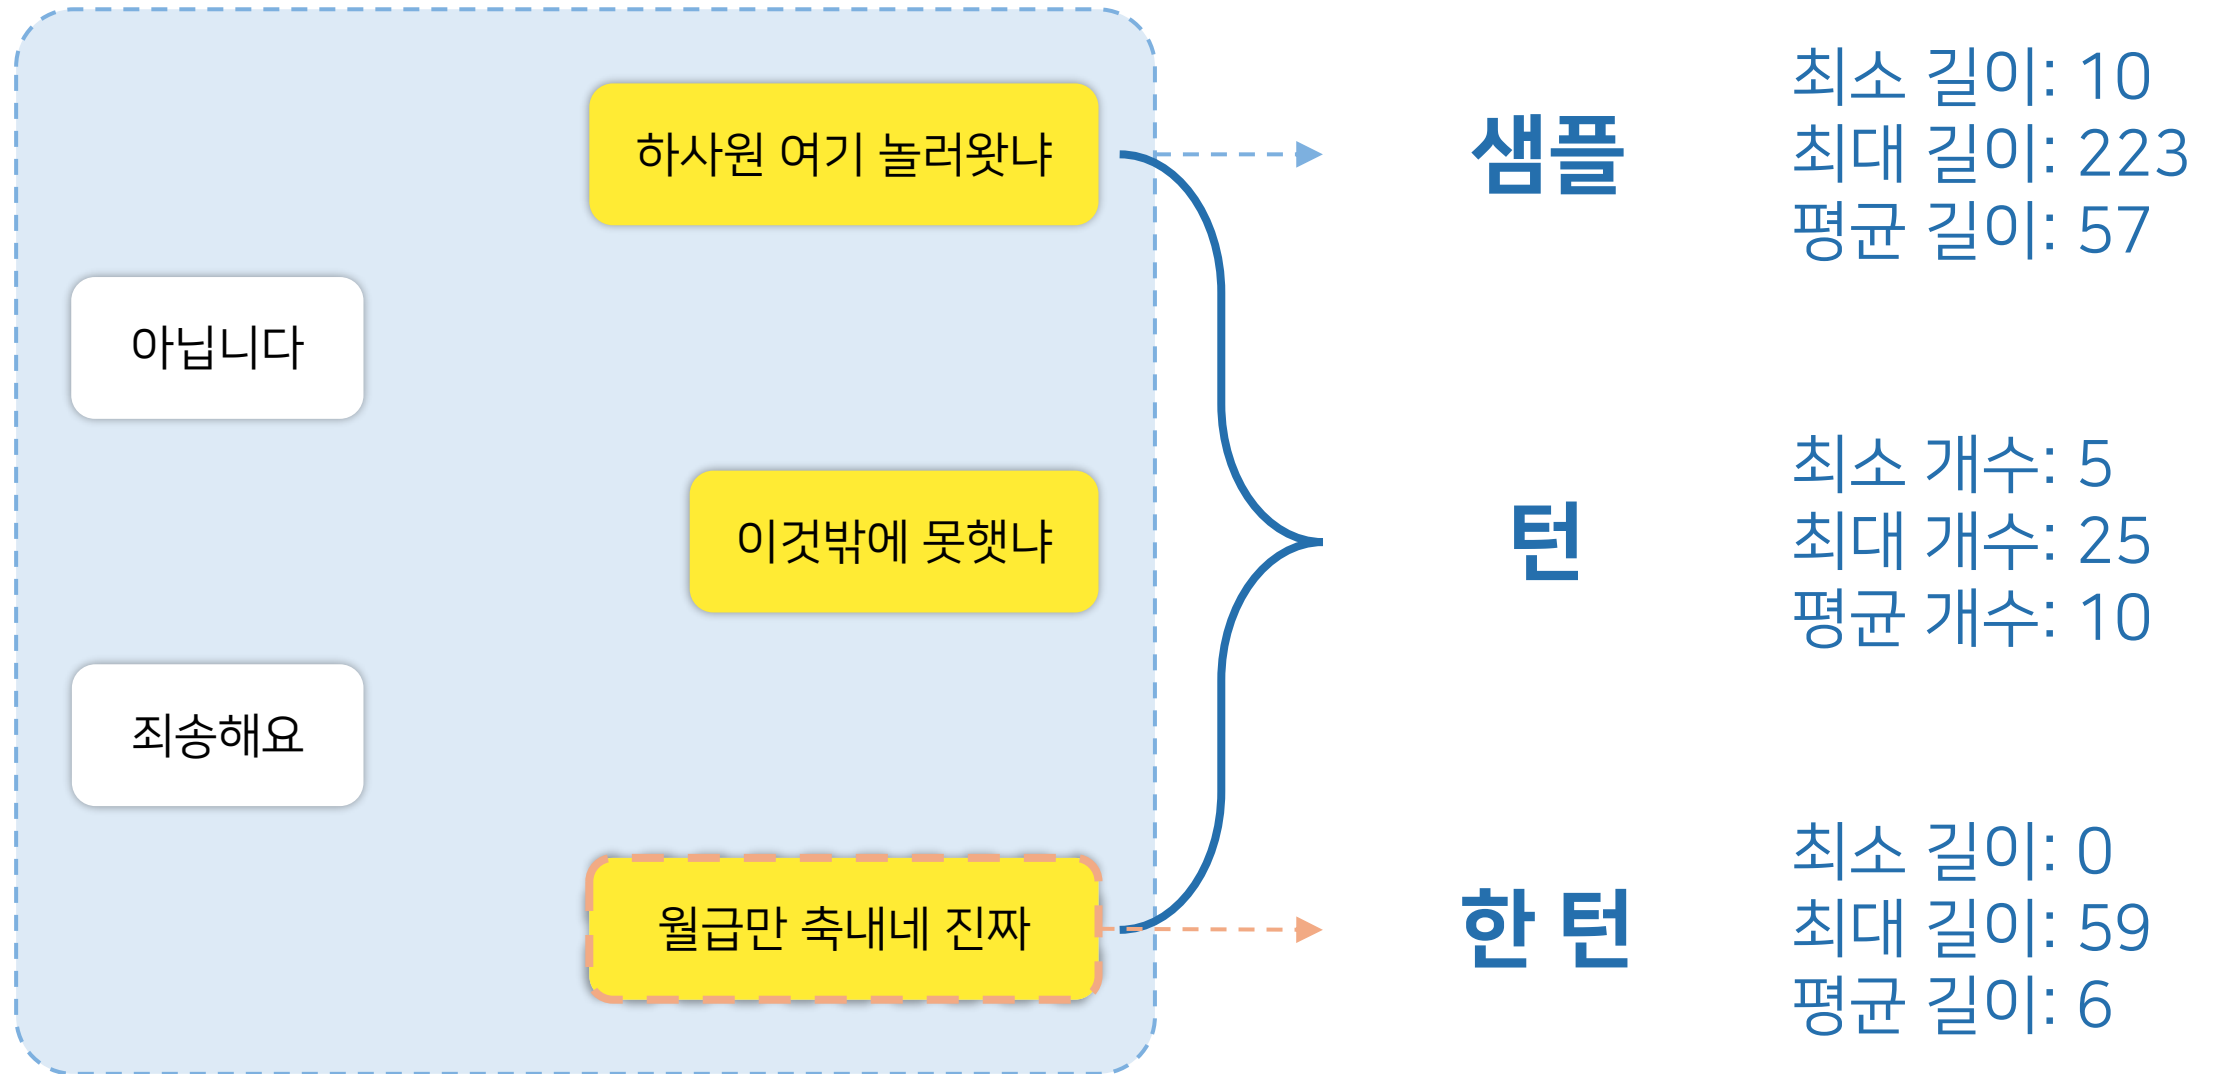 하사원 여기 놀러왓냐
아닙니다
이것밖에 못햇냐
죄송해요
월급만 축내네 진짜
샘플
최소 길이: 10
최대 길이: 223
평균 길이: 57
턴
최소 개수: 5
최대 개수: 25
평균 개수: 10
한 턴
최소 길이: 0
최대 길이: 59
평균 길이: 6